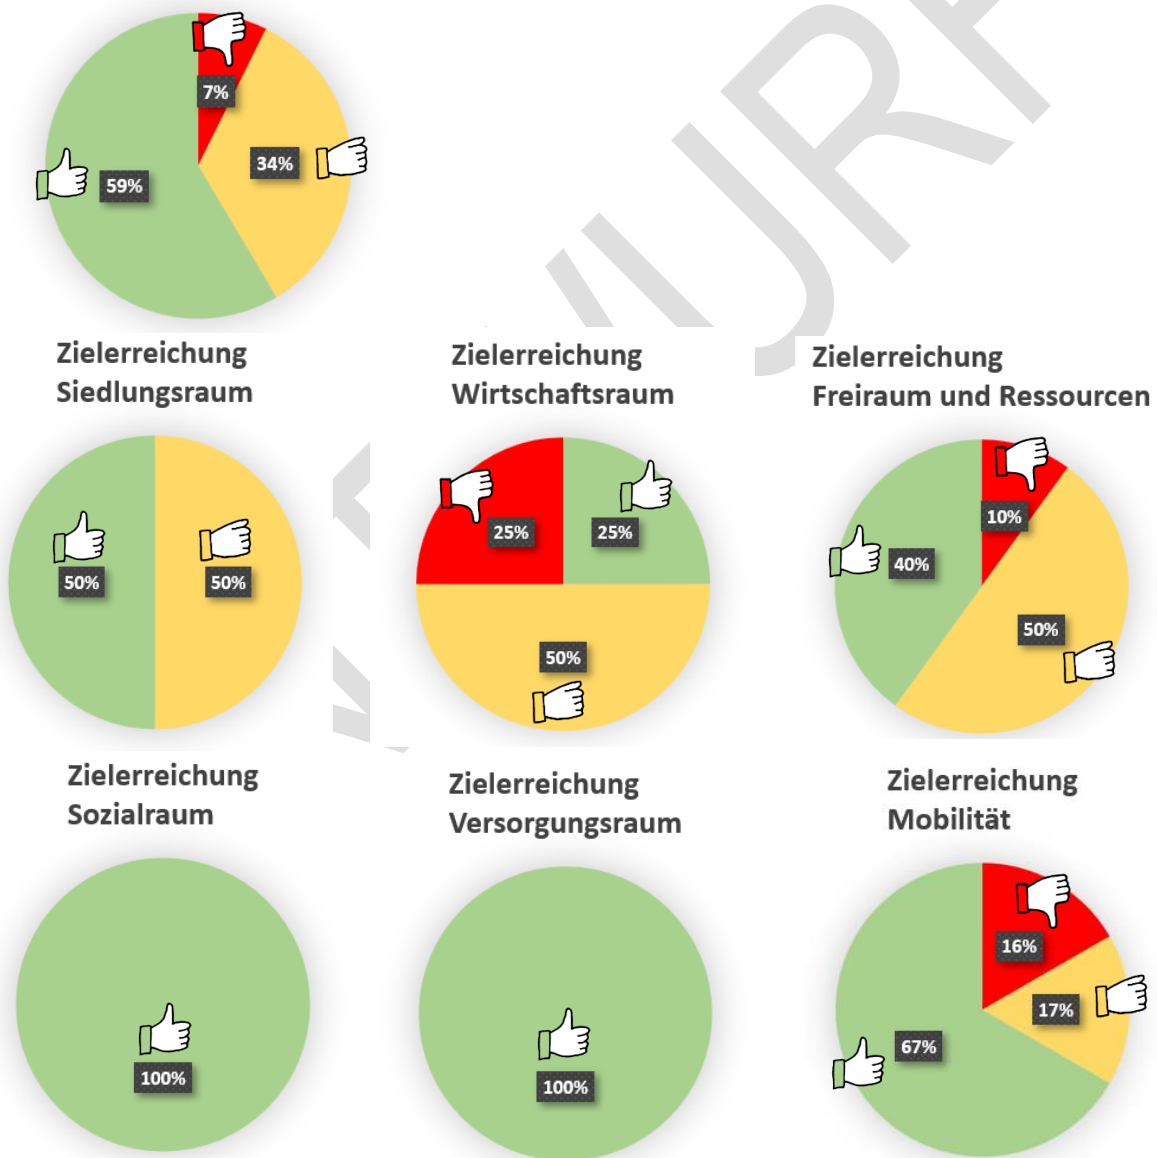 7%
34%
59%
Zielerreichung
Siedlungsraum
50%
50%
Zielerreichung
Wirtschaftsraum
25%
25%
50%
Zielerreichung
Freiraum und Ressourcen
10%
40%
50%
Zielerreichung
Sozialraum
100%
Zielerreichung
Versorgungsraum
100%
Zielerreichung
Mobilität
16%
17%
67%